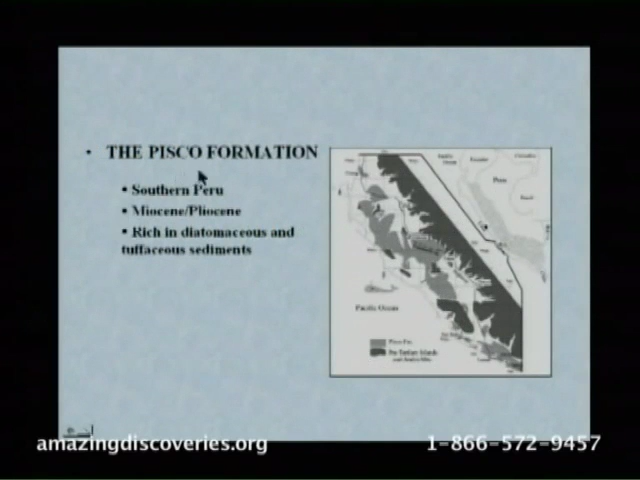 • THE PISCO FORMATION
▪ Southern Peru
▪ Miocene/Pliocene
▪ Rich in diatomaceous and
tuffaceous sediments
Peru
Pacific Ocean
Pisco Fm.
amazingdiscoveries.org
1-866-572-9457